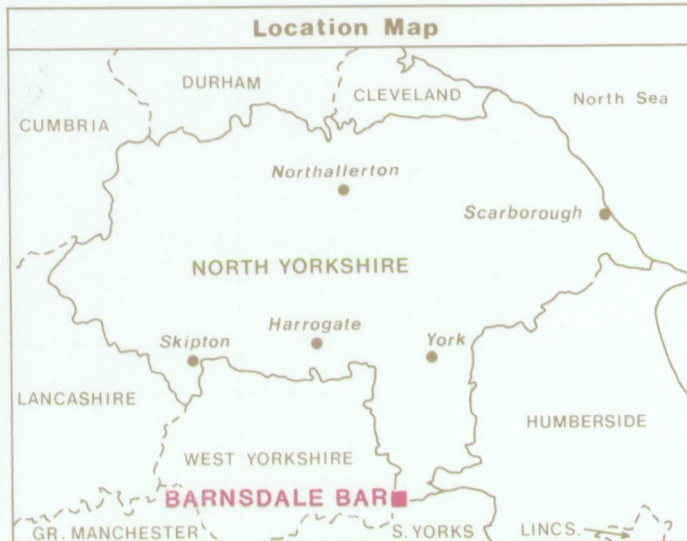 Location Map
DURHAM
CLEVELAND
North Sea
CUMBRIA
Northallerton
Scarborough
NORTH YORKSHIRE
Harrogate
Skipton
York
LANCASHIRE
HUMBERSIDE
WEST YORKSHIRE
BARNSDALE BAR
GR. MANCHESTER
S. YORKS
LINCS.